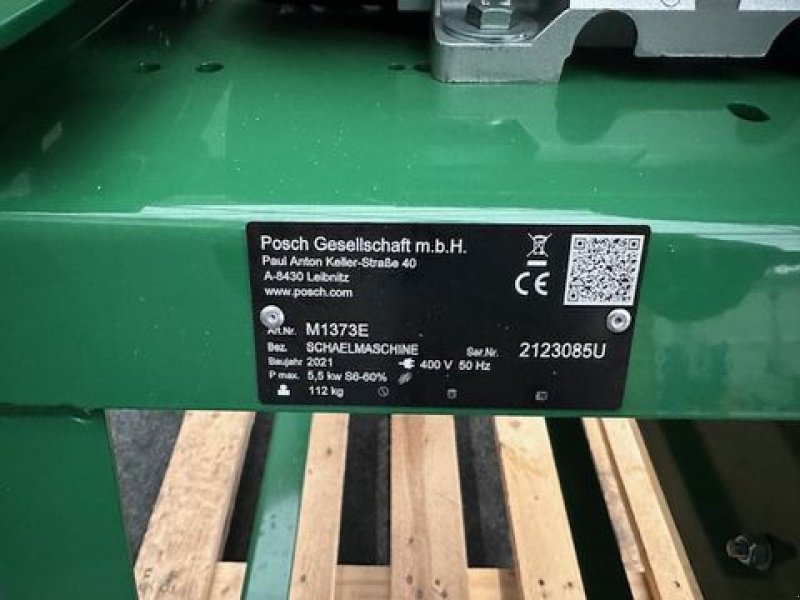 Posch Gesellschaft m.b.H.
Paul Anton Keller-Straße 40
A-8430 Leibnitz
www.posch.com
CE
Art.Nr. M1373E
Bez. SCHAELMASCHINE Ser.Nr. 2123085U
Baujahr 2021 400 V 50 Hz
P max. 5,5 kw S6-60%
112 kg